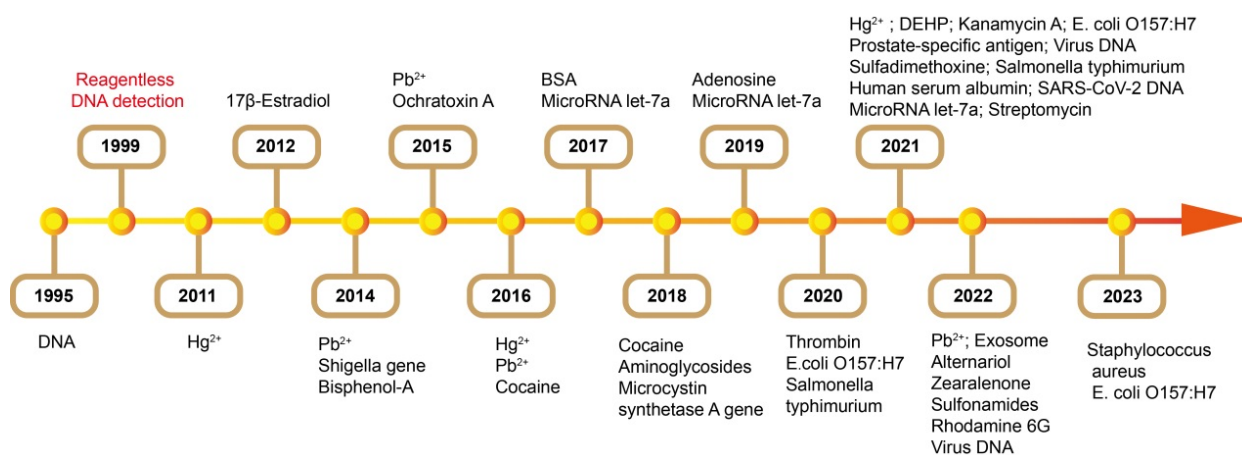 Reagentless
DNA detection
1999
17β-Estradiol
2012
Pb²⁺
Ochratoxin A
2015
BSA
MicroRNA let-7a
2017
Adenosine
MicroRNA let-7a
2019
Hg²⁺ ; DEHP; Kanamycin A; E. coli O157:H7
Prostate-specific antigen; Virus DNA
Sulfadimethoxine; Salmonella typhimurium
Human serum albumin; SARS-CoV-2 DNA
MicroRNA let-7a; Streptomycin
2021
1995
DNA
2011
Hg²⁺
2014
Pb²⁺
Shigella gene
Bisphenol-A
2016
Hg²⁺
Pb²⁺
Cocaine
2018
Cocaine
Aminoglycosides
Microcystin
synthetase A gene
2020
Thrombin
E.coli O157:H7
Salmonella
typhimurium
2022
Pb²⁺; Exosome
Alternariol
Zearalenone
Sulfonamides
Rhodamine 6G
Virus DNA
2023
Staphylococcus
aureus
E. coli O157:H7